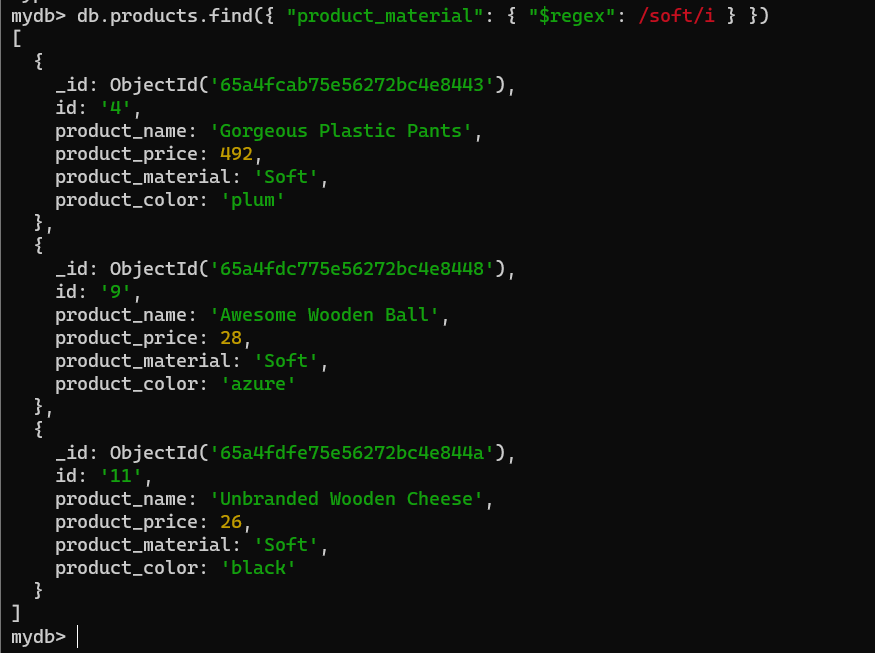 mydb> db.products.find({ "product_material": { "$regex": /soft/i } })
[
  {
    _id: ObjectId('65a4fcab75e56272bc4e8443'),
    id: '4',
    product_name: 'Gorgeous Plastic Pants',
    product_price: 492,
    product_material: 'Soft',
    product_color: 'plum'
  },
  {
    _id: ObjectId('65a4fdc775e56272bc4e8448'),
    id: '9',
    product_name: 'Awesome Wooden Ball',
    product_price: 28,
    product_material: 'Soft',
    product_color: 'azure'
  },
  {
    _id: ObjectId('65a4fdfe75e56272bc4e844a'),
    id: '11',
    product_name: 'Unbranded Wooden Cheese',
    product_price: 26,
    product_material: 'Soft',
    product_color: 'black'
  }
]
mydb>